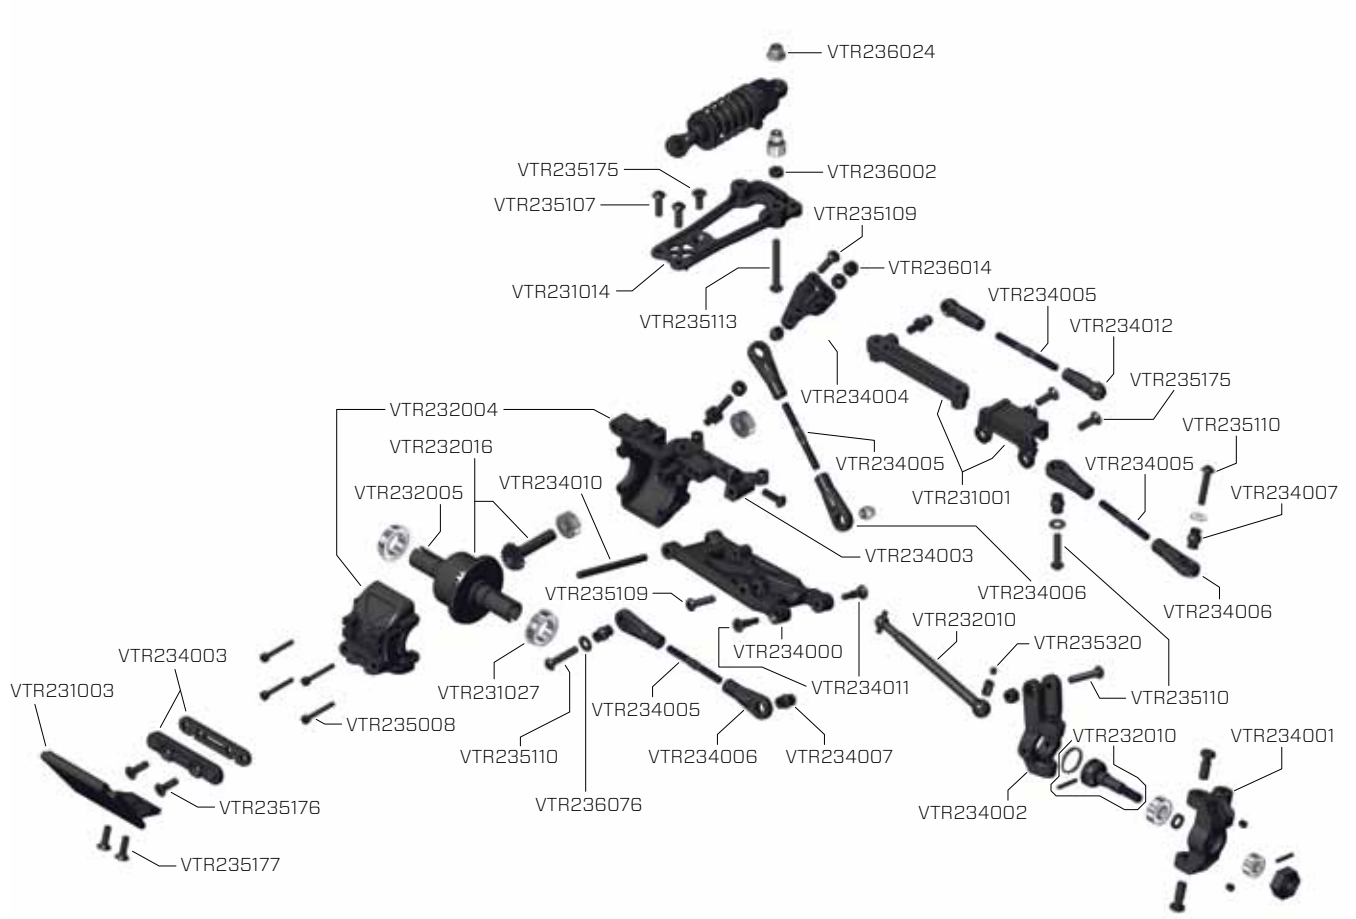 VTR236024
VTR235175
VTR236002
VTR235107
VTR235109
VTR236014
VTR231014
VTR234005
VTR235113
VTR234012
VTR235175
VTR234004
VTR232004
VTR235110
VTR232016
VTR234005
VTR234005
VTR234010
VTR232005
VTR234007
VTR231001
VTR234003
VTR235109
VTR234006
VTR234006
VTR232010
VTR235320
VTR234000
VTR234003
VTR234011
VTR231003
VTR231027
VTR235110
VTR234005
VTR235008
VTR232010
VTR234001
VTR235110
VTR234006
VTR234007
VTR236076
VTR235176
VTR234002
VTR235177